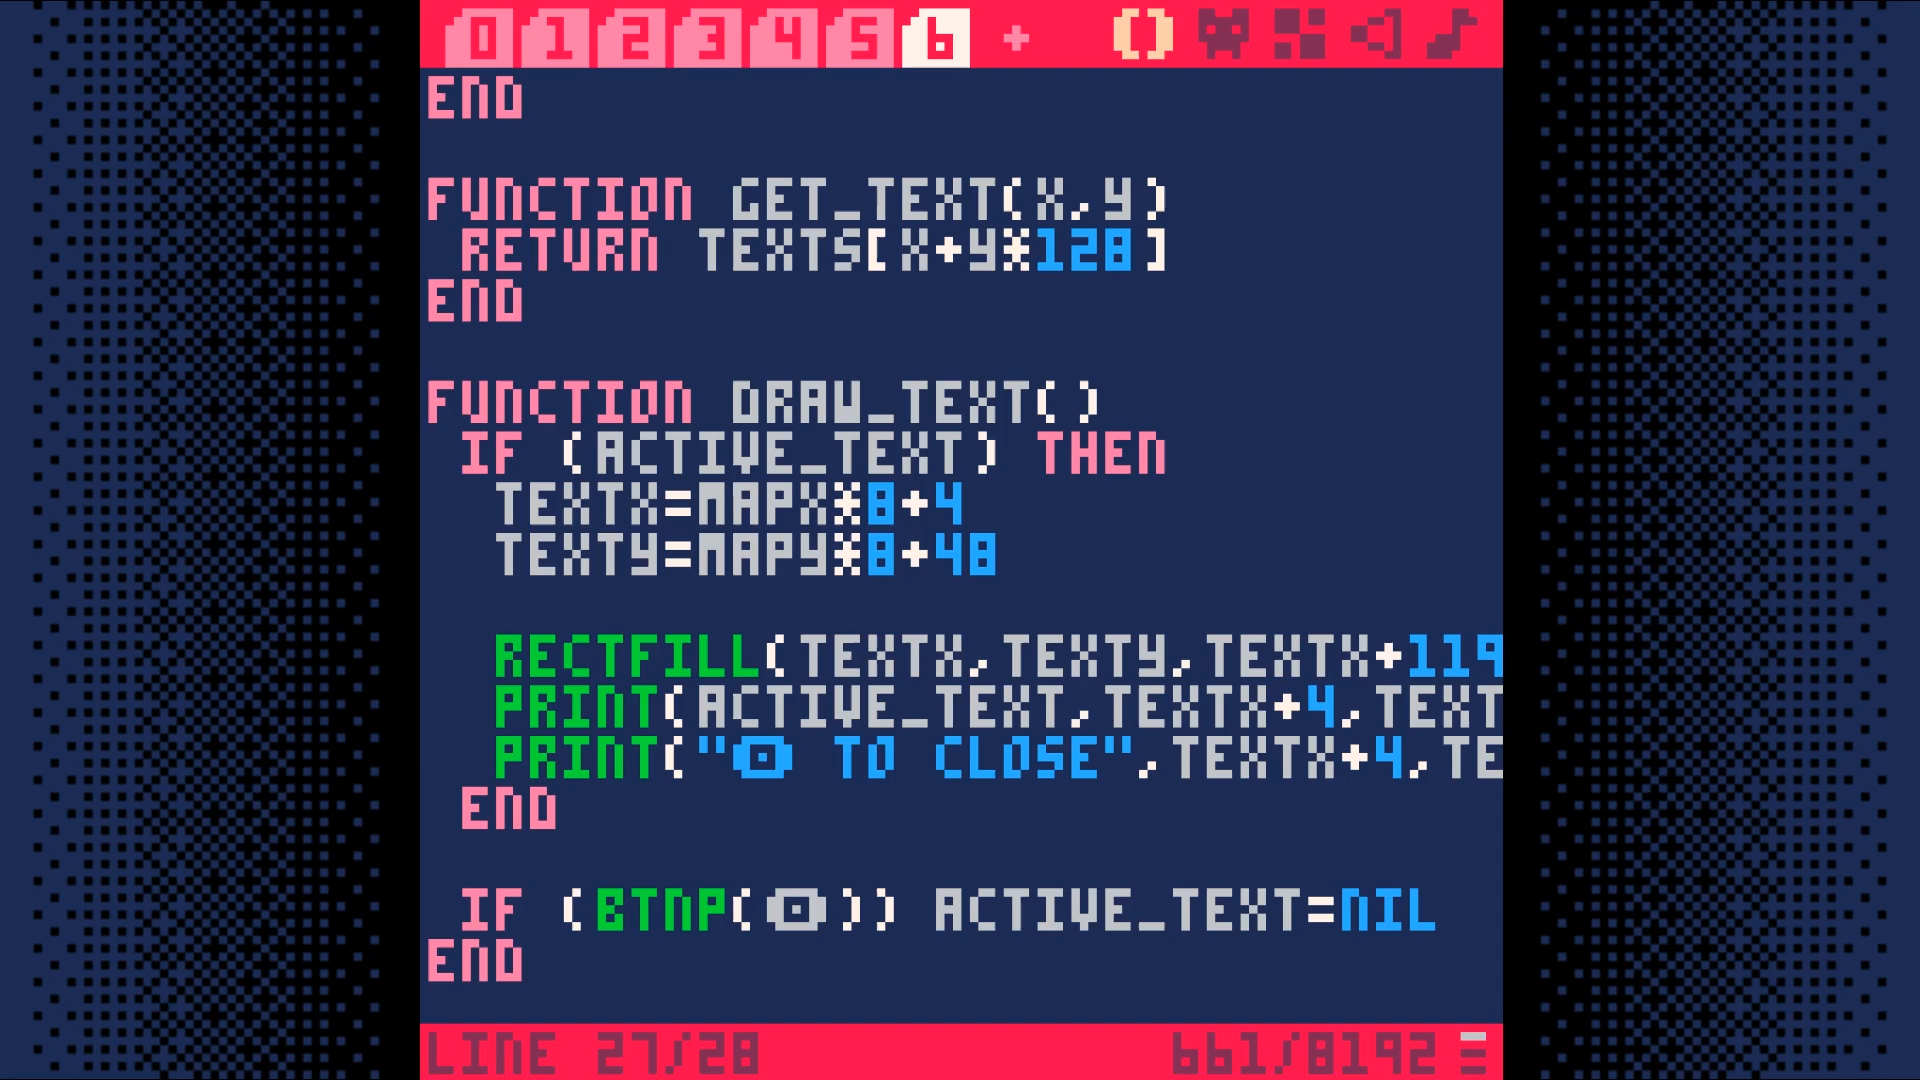 0 1 2 3 4 5 6 +
END
FUNCTION GET_TEXT(X,Y)
RETURN TEXTS[X+Y*128]
END
FUNCTION DRAW_TEXT()
IF (ACTIVE_TEXT) THEN
TEXTX=MAPX*8+4
TEXTY=MAPY*8+48
RECTFILL(TEXTX,TEXTY,TEXTX+119
PRINT(ACTIVE_TEXT,TEXTX+4,TEXT
PRINT("🅾️ TO CLOSE",TEXTX+4,TE
END
IF (BTNP(🅾️)) ACTIVE_TEXT=NIL
END
LINE 27/28 661/8192